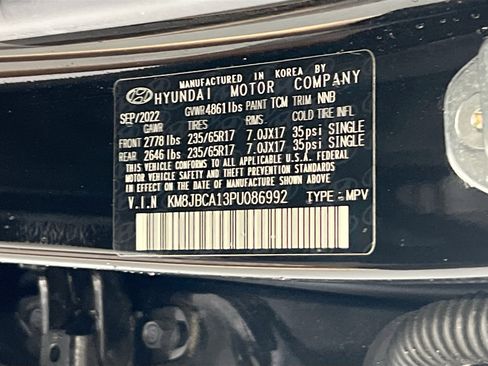 MANUFACTURED IN KOREA BY
HYUNDAI MOTOR COMPANY
SEP/2022 GVWR 4861 lbs PAINT TCM TRIM NNB
GAWR TIRES RIMS COLD TIRE INFL
FRONT 2778 lbs 235/65R17 7.0JX17 35psi SINGLE
REAR 2646 lbs 235/65R17 7.0JX17 35psi SINGLE
THIS VEHICLE CONFORMS TO ALL APPLICABLE U.S.A. FEDERAL
MOTOR VEHICLE SAFETY AND THEFT PREVENTION STANDARDS
IN EFFECT ON THE DATE OF MANUFACTURE SHOWN ABOVE.
V.I.N KM8JBCA13PU086992 TYPE - MPV